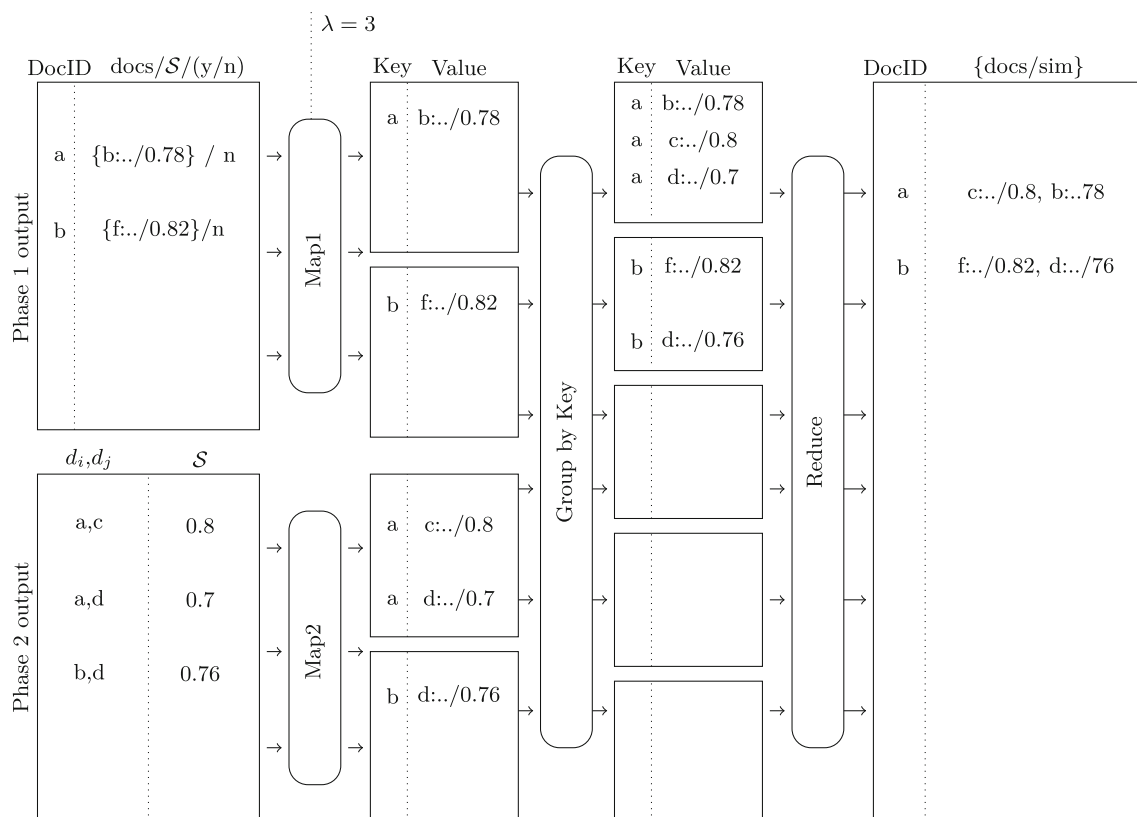 λ = 3
DocID docs/𝒮/(y/n)
Key Value
Key Value
DocID {docs/sim}
Phase 1 output
a {b:../0.78} / n
b {f:../0.82}/n
Map1
a b:../0.78
b f:../0.82
Group by Key
a b:../0.78
a c:../0.8
a d:../0.7
b f:../0.82
b d:../0.76
Reduce
a c:../0.8, b:..78
b f:../0.82, d:../76
Phase 2 output
d_i,d_j 𝒮
a,c 0.8
a,d 0.7
b,d 0.76
Map2
a c:../0.8
a d:../0.7
b d:../0.76